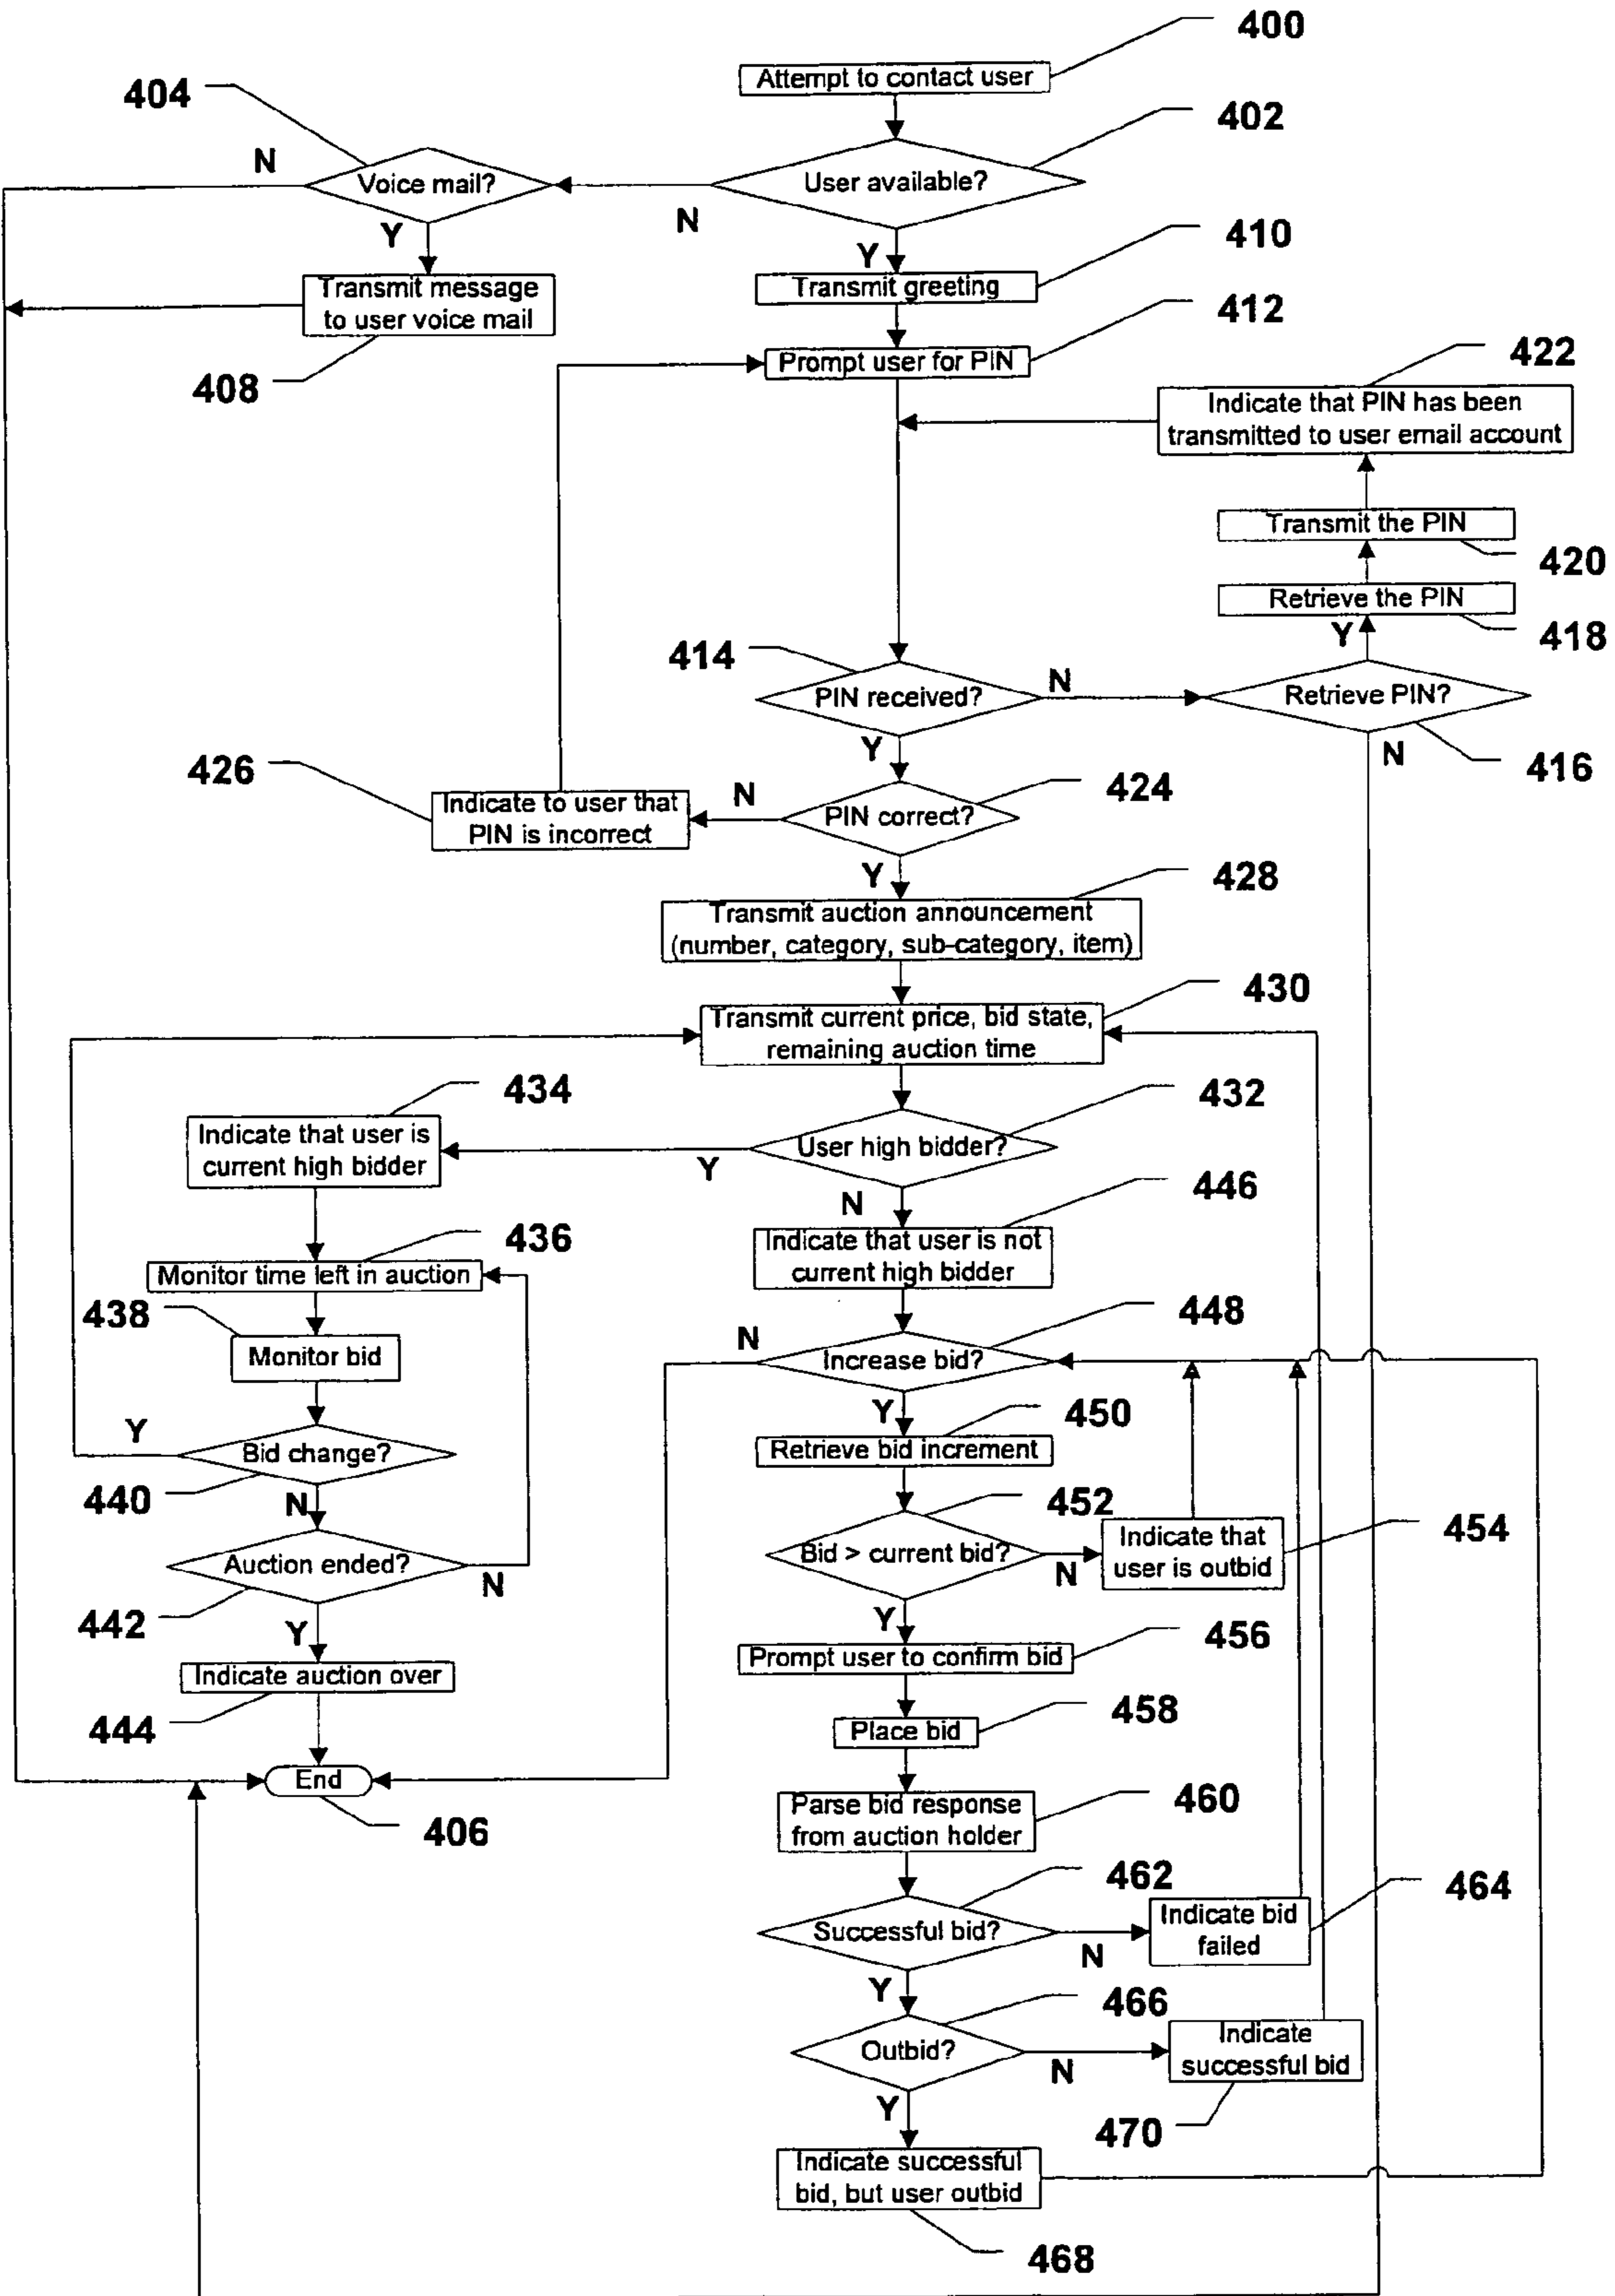 400
Attempt to contact user
404
402
N
Voice mail?
User available?
N
Y
410
Y
Transmit message
to user voice mail
Transmit greeting
412
408
Prompt user for PIN
422
Indicate that PIN has been
transmitted to user email account
Transmit the PIN
420
Retrieve the PIN
Y
418
414
N
PIN received?
Retrieve PIN?
Y
N
416
426
424
N
Indicate to user that
PIN is incorrect
PIN correct?
Y
428
Transmit auction announcement
(number, category, sub-category, item)
430
Transmit current price, bid state,
remaining auction time
434
432
Indicate that user is
current high bidder
User high bidder?
Y
446
N
436
Indicate that user is not
current high bidder
Monitor time left in auction
438
448
N
Monitor bid
Increase bid?
Y
450
Y
Bid change?
Retrieve bid increment
440
N
452
454
Bid > current bid?
Indicate that
user is outbid
Auction ended?
N
N
442
Y
Y
456
Prompt user to confirm bid
Indicate auction over
444
458
Place bid
End
460
Parse bid response
from auction holder
406
462
464
Successful bid?
Indicate bid
failed
N
Y
466
Outbid?
Indicate
successful bid
N
Y
470
Indicate successful
bid, but user outbid
468